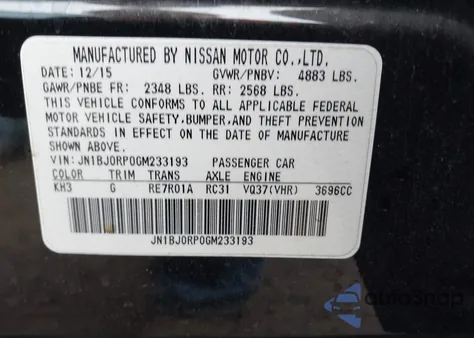 MANUFACTURED BY NISSAN MOTOR CO.,LTD.
DATE: 12/15 GVWR/PNBV: 4883 LBS.
GAWR/PNBE FR: 2348 LBS. RR: 2568 LBS.
THIS VEHICLE CONFORMS TO ALL APPLICABLE FEDERAL
MOTOR VEHICLE SAFETY,BUMPER,AND THEFT PREVENTION
STANDARDS IN EFFECT ON THE DATE OF MANUFACTURE
SHOWN ABOVE.
VIN: JN1BJ0RP0GM233193 PASSENGER CAR
COLOR TRIM TRANS AXLE ENGINE
KH3 G RE7R01A RC31 VQ37(VHR) 3696CC
JN1BJ0RP0GM233193
AutoSnap